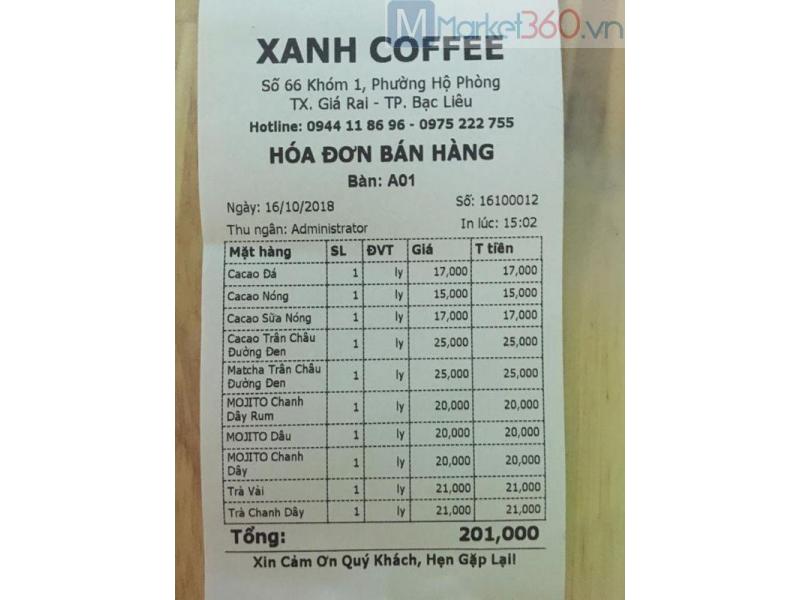 Market360.vn
XANH COFFEE
Số 66 Khóm 1, Phường Hộ Phòng
TX. Giá Rai - TP. Bạc Liêu
Hotline: 0944 11 86 96 - 0975 222 755
HÓA ĐƠN BÁN HÀNG
Bàn: A01
Ngày: 16/10/2018 Số: 16100012
Thu ngân: Administrator In lúc: 15:02
Mặt hàng SL ĐVT Giá T tiền
Cacao Đá 1 ly 17,000 17,000
Cacao Nóng 1 ly 15,000 15,000
Cacao Sữa Nóng 1 ly 17,000 17,000
Cacao Trân Châu
Đường Đen 1 ly 25,000 25,000
Matcha Trân Châu
Đường Đen 1 ly 25,000 25,000
MOJITO Chanh
Dây Rum 1 ly 20,000 20,000
MOJITO Dâu 1 ly 20,000 20,000
MOJITO Chanh
Dây 1 ly 20,000 20,000
Trà Vải 1 ly 21,000 21,000
Trà Chanh Dây 1 ly 21,000 21,000
Tổng: 201,000
Xin Cảm Ơn Quý Khách, Hẹn Gặp Lại!